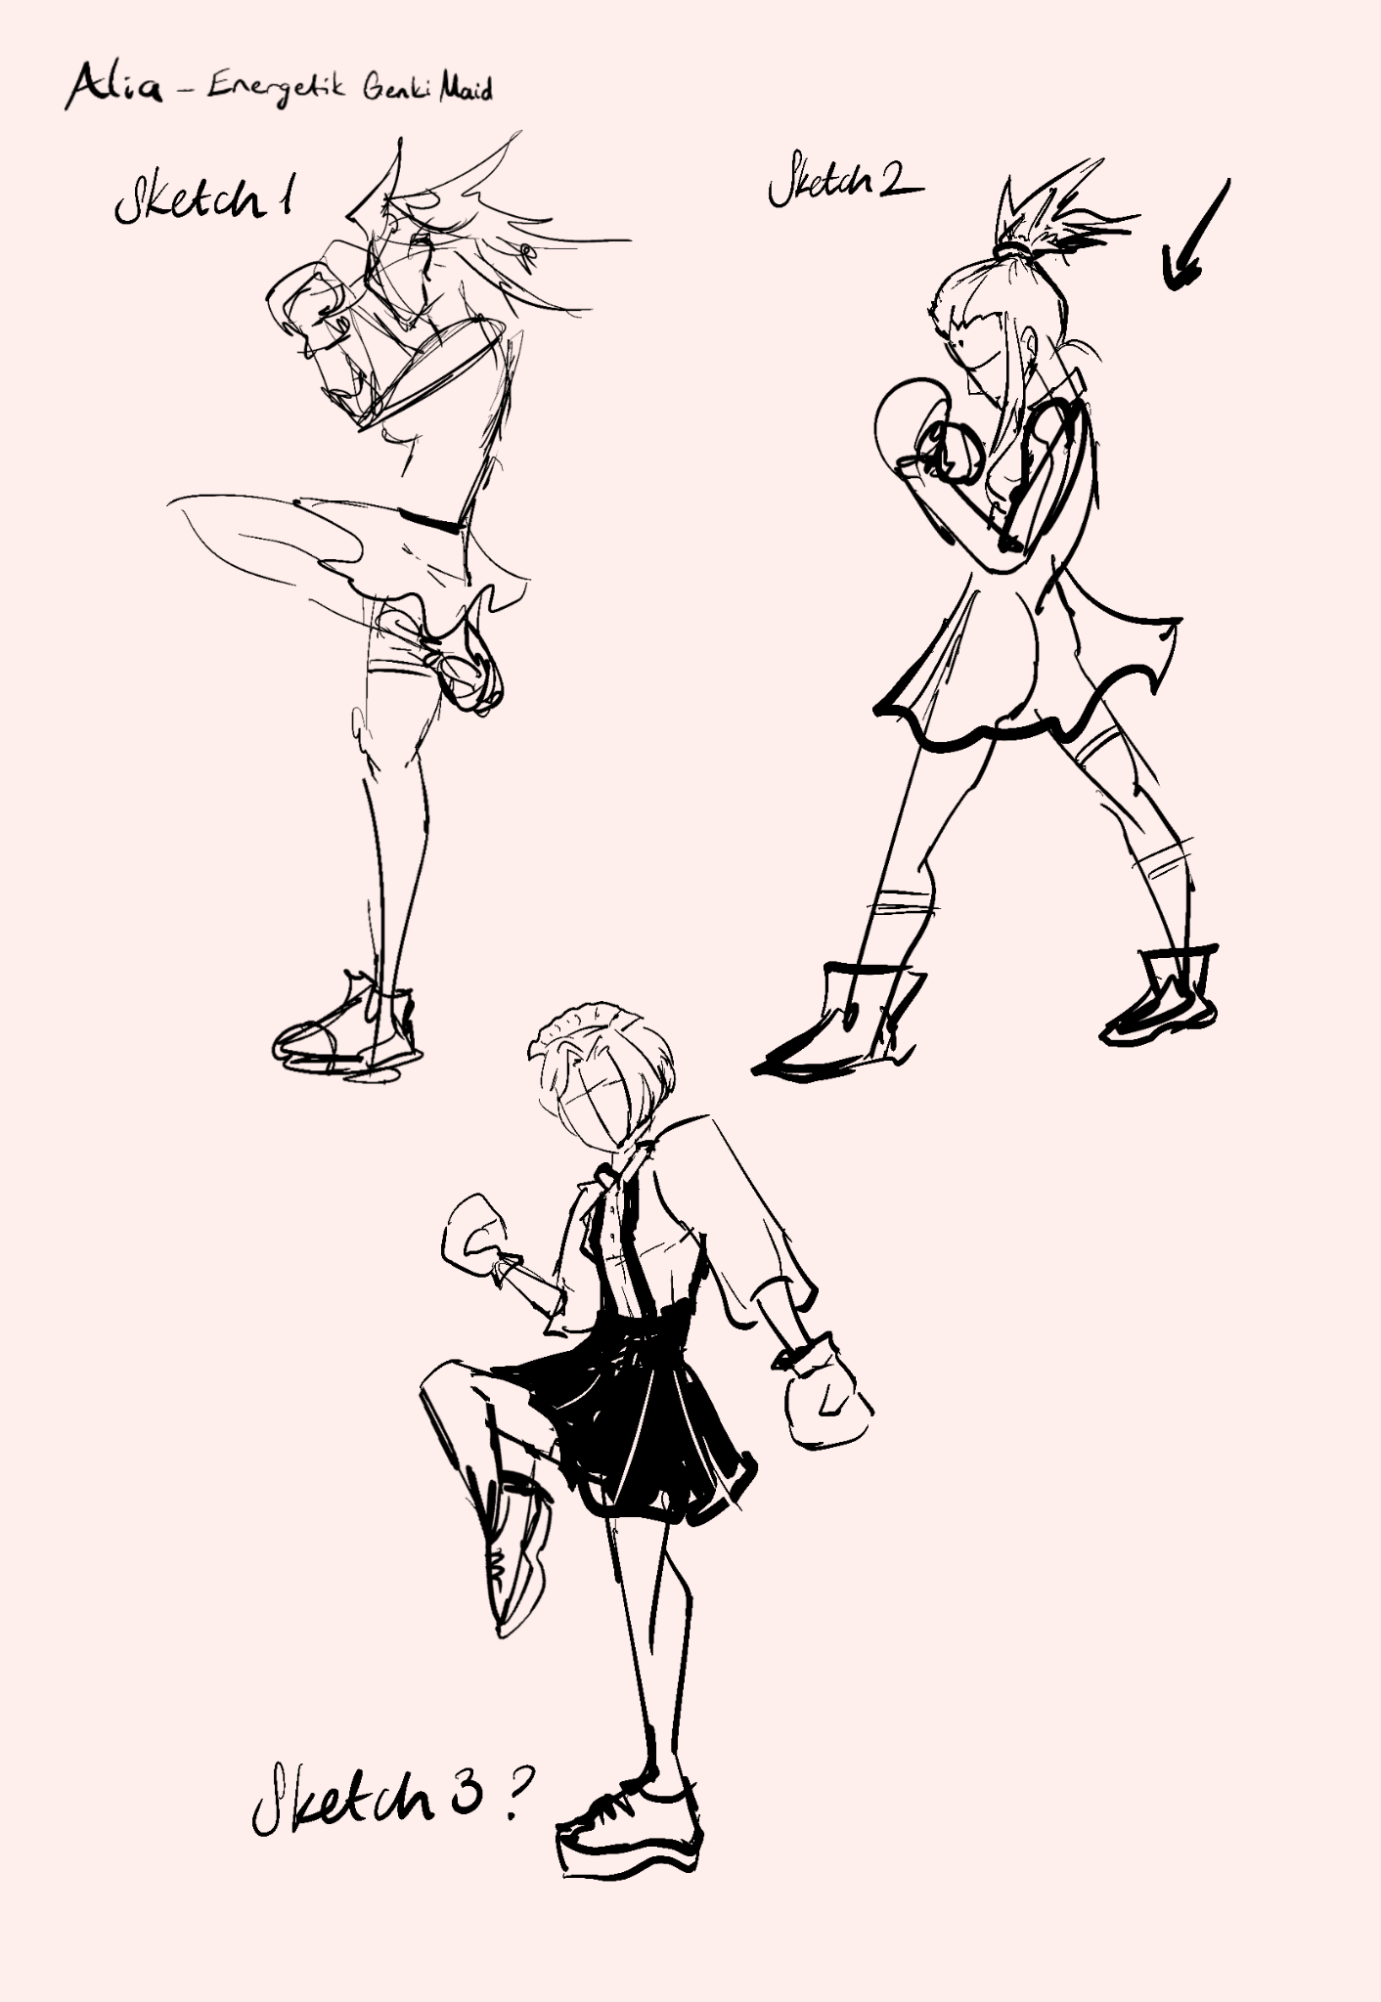 Alia – Energetik Genki Maid
Sketch 1
Sketch 2
Sketch 3?